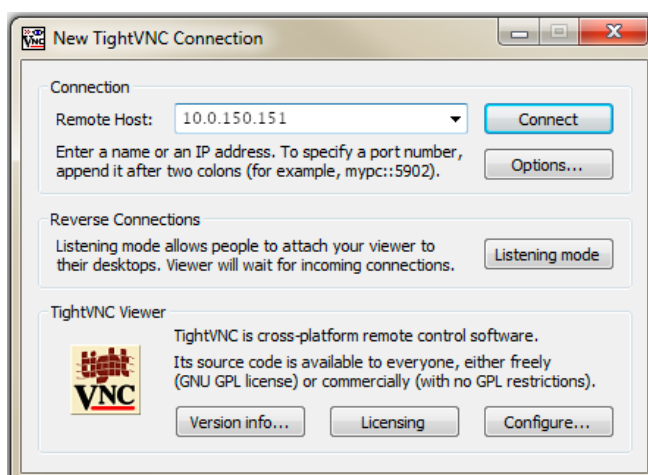 New TightVNC Connection
Connection
Remote Host: 10.0.150.151 Connect
Enter a name or an IP address. To specify a port number,
append it after two colons (for example, mypc::5902). Options...
Reverse Connections
Listening mode allows people to attach your viewer to
their desktops. Viewer will wait for incoming connections. Listening mode
TightVNC Viewer
TightVNC is cross-platform remote control software.
Its source code is available to everyone, either freely
(GNU GPL license) or commercially (with no GPL restrictions).
tight
VNC
Version info... Licensing Configure...